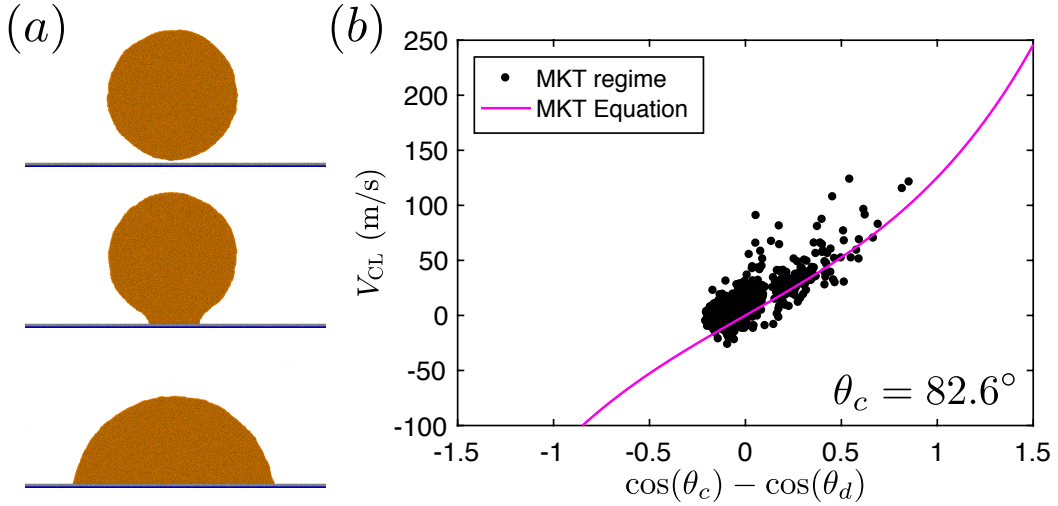 (a)
(b)
MKT regime
MKT Equation
250
200
150
100
50
0
-50
-100
V_CL (m/s)
θ_c = 82.6°
-1.5
-1
-0.5
0
0.5
1
1.5
cos(θ_c) − cos(θ_d)